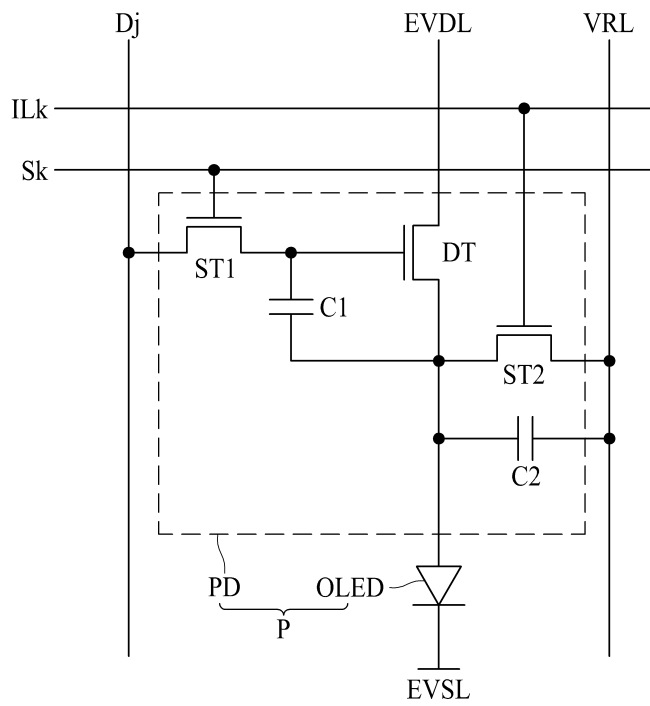 Dj EVDL VRL
ILk
Sk
ST1
DT
C1
ST2
C2
PD OLED
P
EVSL